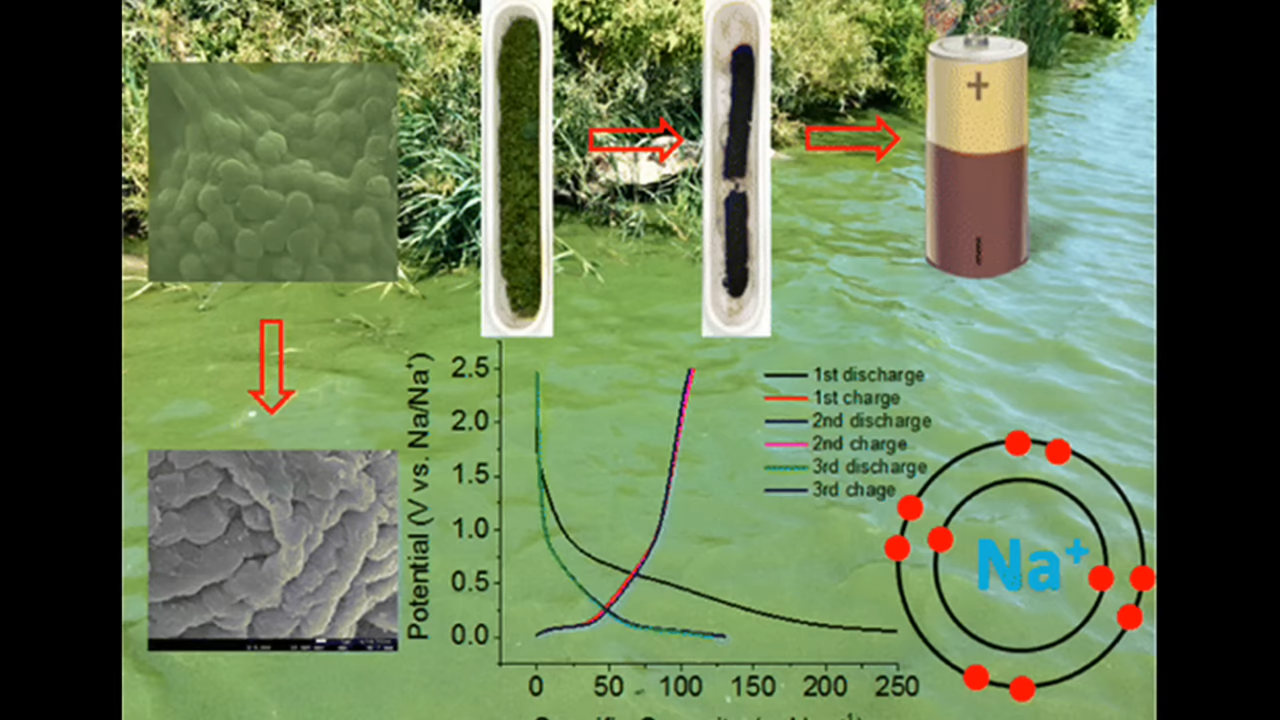 +
Potential (V vs. Na/Na⁺)
2.5
2.0
1.5
1.0
0.5
0.0
0 50 100 150 200 250
1st discharge
1st charge
2nd discharge
2nd charge
3rd discharge
3rd chage
Na⁺